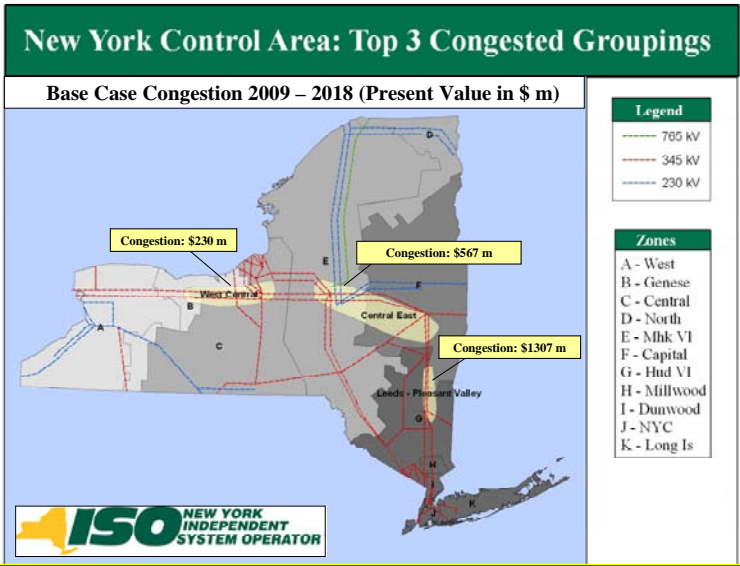 New York Control Area: Top 3 Congested Groupings
Base Case Congestion 2009 – 2018 (Present Value in $ m)
Legend
765 kV
345 kV
230 kV
Zones
A - West
B - Genese
C - Central
D - North
E - Mhk Vl
F - Capital
G - Hud Vl
H - Millwood
I - Dunwood
J - NYC
K - Long Is
D
Congestion: $230 m
Congestion: $567 m
E
F
West Central
B
Central East
A
C
Congestion: $1307 m
Leeds - Pleasant Valley
G
H
I
K
J
ISO
NEW YORK
INDEPENDENT
SYSTEM OPERATOR